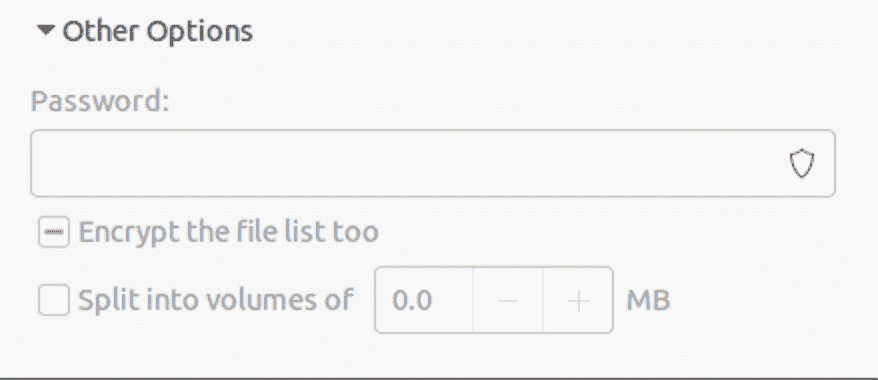 Other Options
Password:
Encrypt the file list too
Split into volumes of 0.0 − + MB